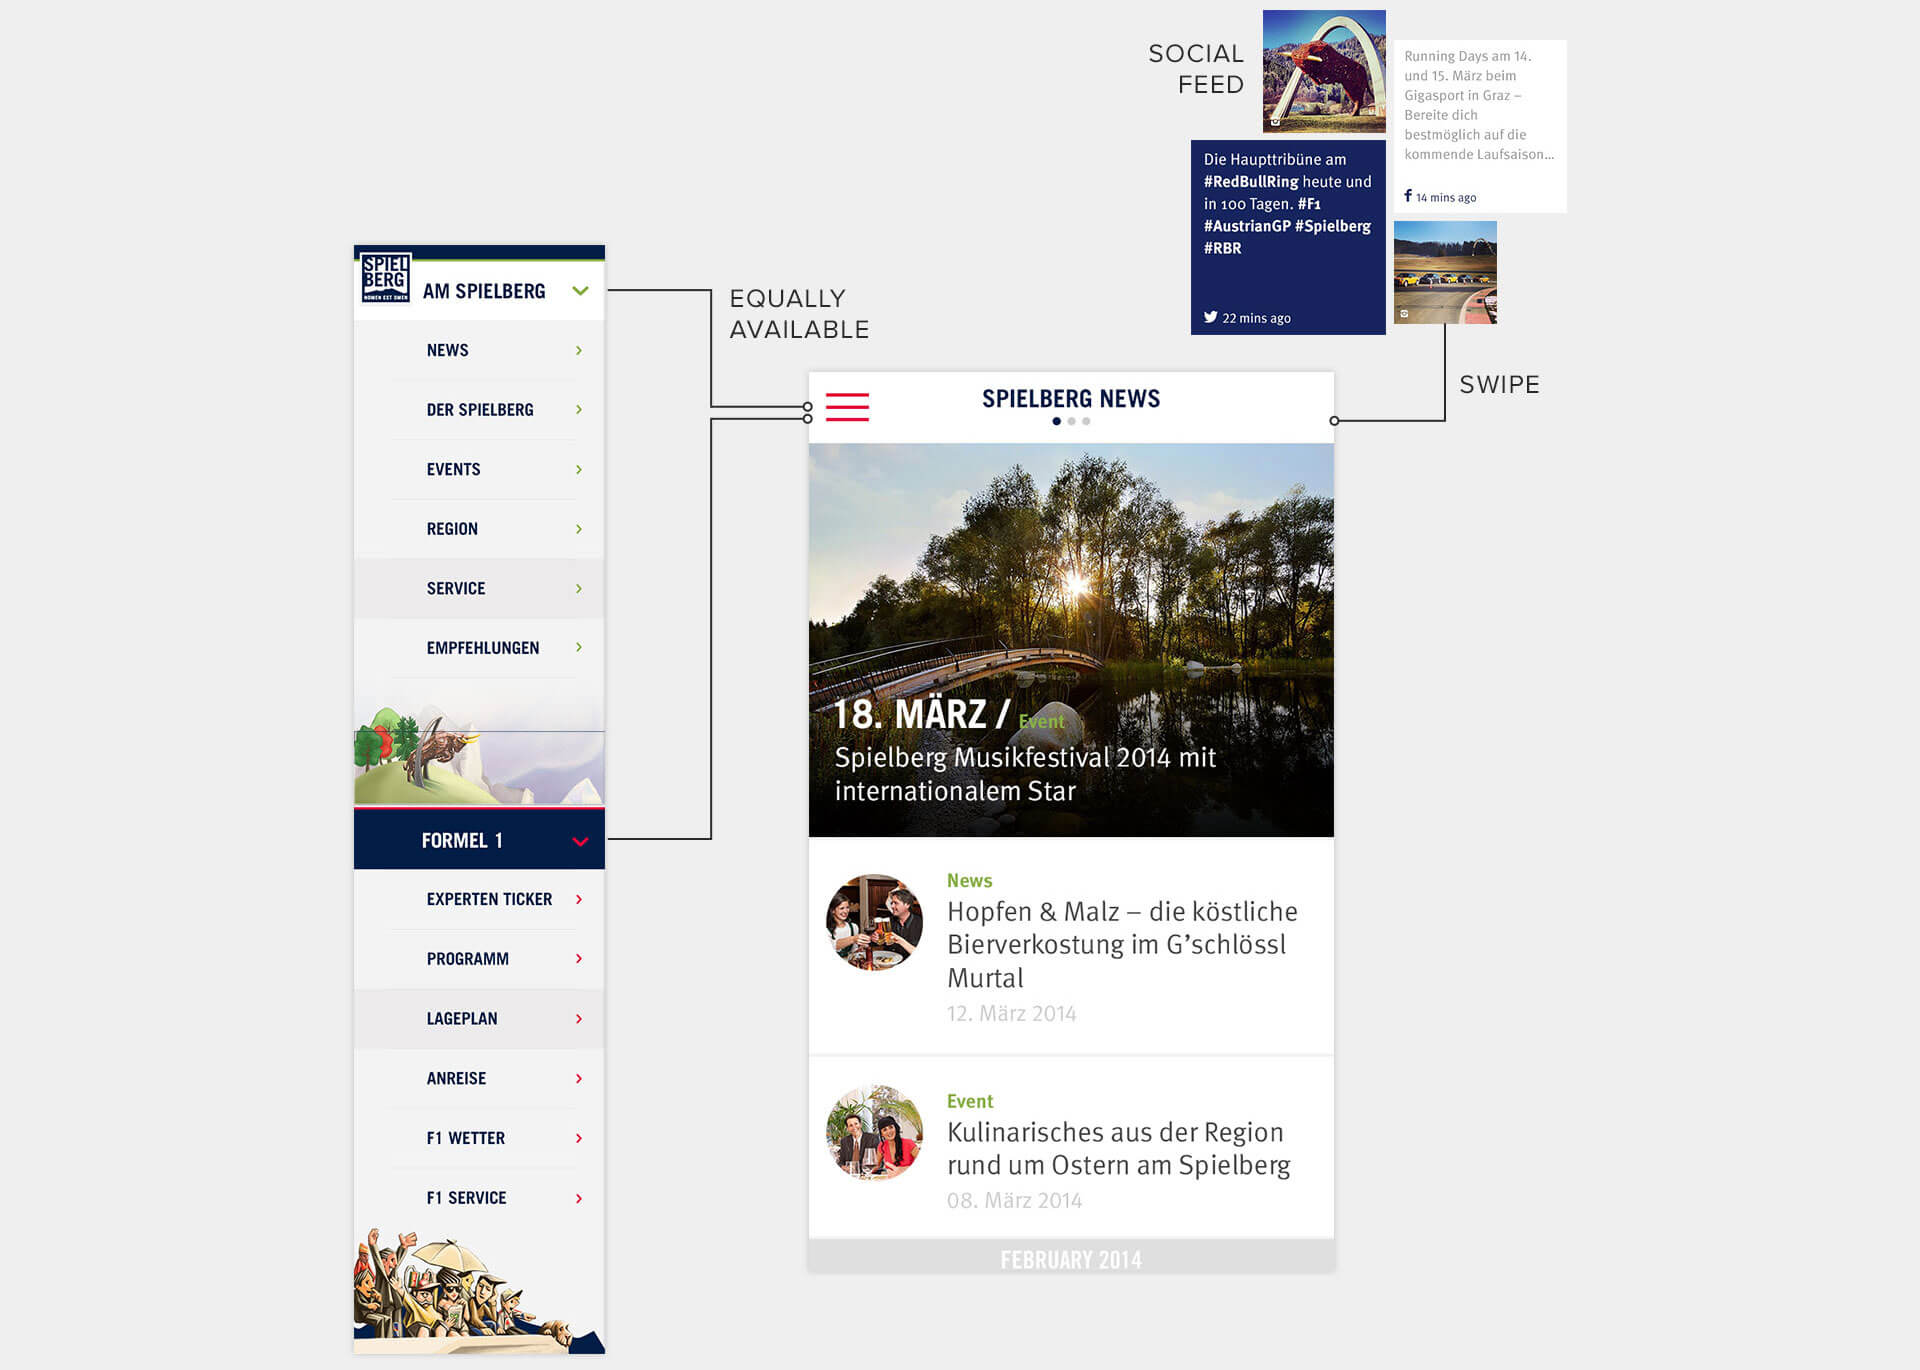 SOCIAL
FEED
Running Days am 14.
und 15. März beim
Gigasport in Graz –
Bereite dich
bestmöglich auf die
kommende Laufsaison...
14 mins ago
Die Haupttribüne am
#RedBullRing heute und
in 100 Tagen. #F1
#AustrianGP #Spielberg
#RBR
22 mins ago
SWIPE
EQUALLY
AVAILABLE
SPIEL
BERG
NOMEN EST OMEN
AM SPIELBERG
NEWS
DER SPIELBERG
EVENTS
REGION
SERVICE
EMPFEHLUNGEN
FORMEL 1
EXPERTEN TICKER
PROGRAMM
LAGEPLAN
ANREISE
F1 WETTER
F1 SERVICE
SPIELBERG NEWS
18. MÄRZ / Event
Spielberg Musikfestival 2014 mit
internationalem Star
News
Hopfen & Malz – die köstliche
Bierverkostung im G’schlössl
Murtal
12. März 2014
Event
Kulinarisches aus der Region
rund um Ostern am Spielberg
08. März 2014
FEBRUARY 2014